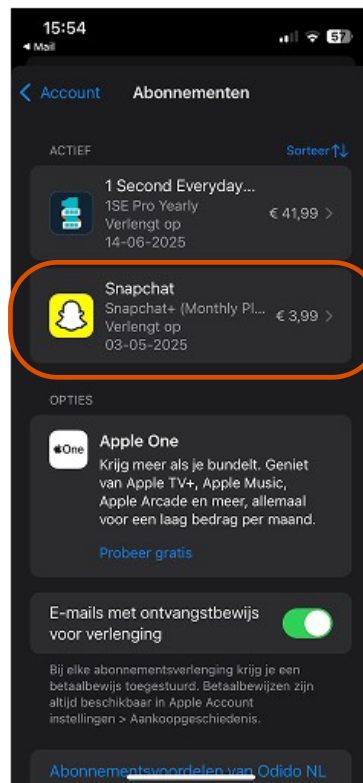 15:54
57
Mail
Account
Abonnementen
ACTIEF
Sorteer
1 Second Everyday...
1SE Pro Yearly
Verlengt op
14-06-2025
€ 41,99
Snapchat
Snapchat+ (Monthly Pl...
Verlengt op
03-05-2025
€ 3,99
OPTIES
One
Apple One
Krijg meer als je bundelt. Geniet
van Apple TV+, Apple Music,
Apple Arcade en meer, allemaal
voor een laag bedrag per maand.
Probeer gratis
E-mails met ontvangstbewijs
voor verlenging
Bij elke abonnementsverlenging krijg je een
betaalbewijs toegestuurd. Betaalbewijzen zijn
altijd beschikbaar in Apple Account
instellingen > Aankoopgeschiedenis.
Abonnementsvoordelen van Odido NL